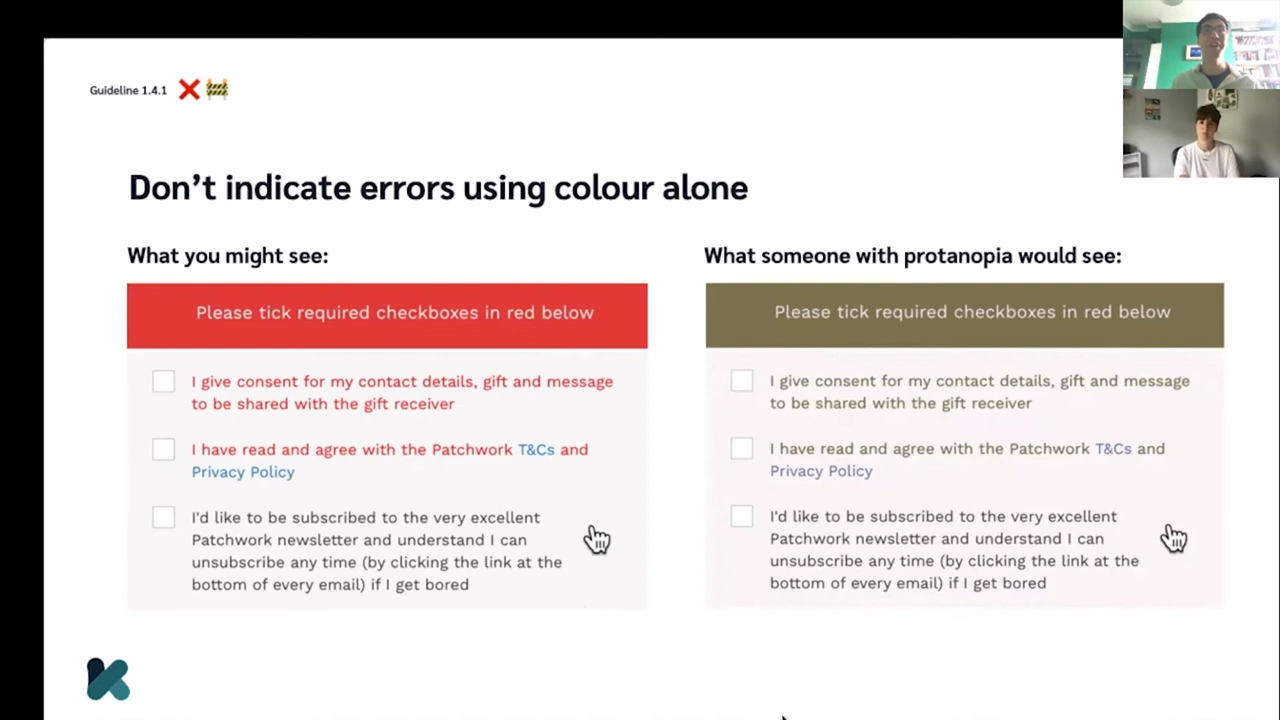 Guideline 1.4.1
Don't indicate errors using colour alone
What you might see:
Please tick required checkboxes in red below
I give consent for my contact details, gift and message
to be shared with the gift receiver
I have read and agree with the Patchwork T&Cs and
Privacy Policy
I'd like to be subscribed to the very excellent
Patchwork newsletter and understand I can
unsubscribe any time (by clicking the link at the
bottom of every email) if I get bored
What someone with protanopia would see:
Please tick required checkboxes in red below
I give consent for my contact details, gift and message
to be shared with the gift receiver
I have read and agree with the Patchwork T&Cs and
Privacy Policy
I'd like to be subscribed to the very excellent
Patchwork newsletter and understand I can
unsubscribe any time (by clicking the link at the
bottom of every email) if I get bored